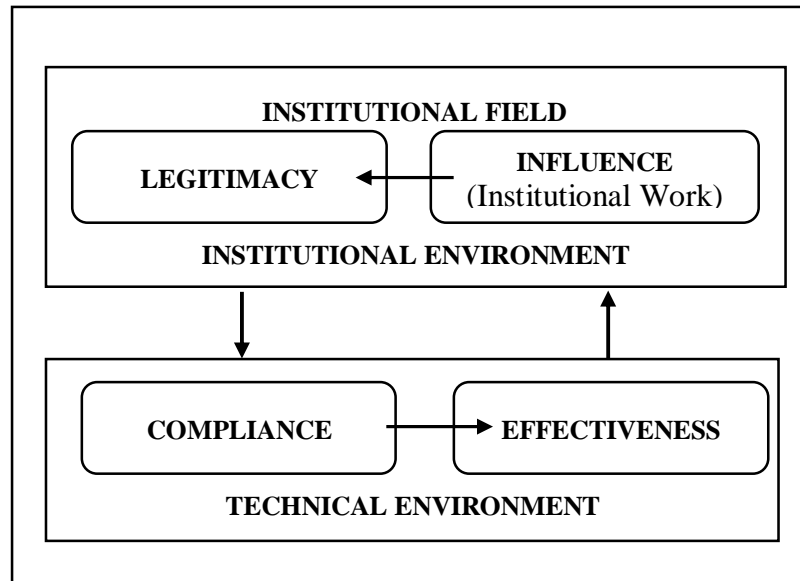 INSTITUTIONAL FIELD
LEGITIMACY
INFLUENCE
(Institutional Work)
INSTITUTIONAL ENVIRONMENT
COMPLIANCE
EFFECTIVENESS
TECHNICAL ENVIRONMENT